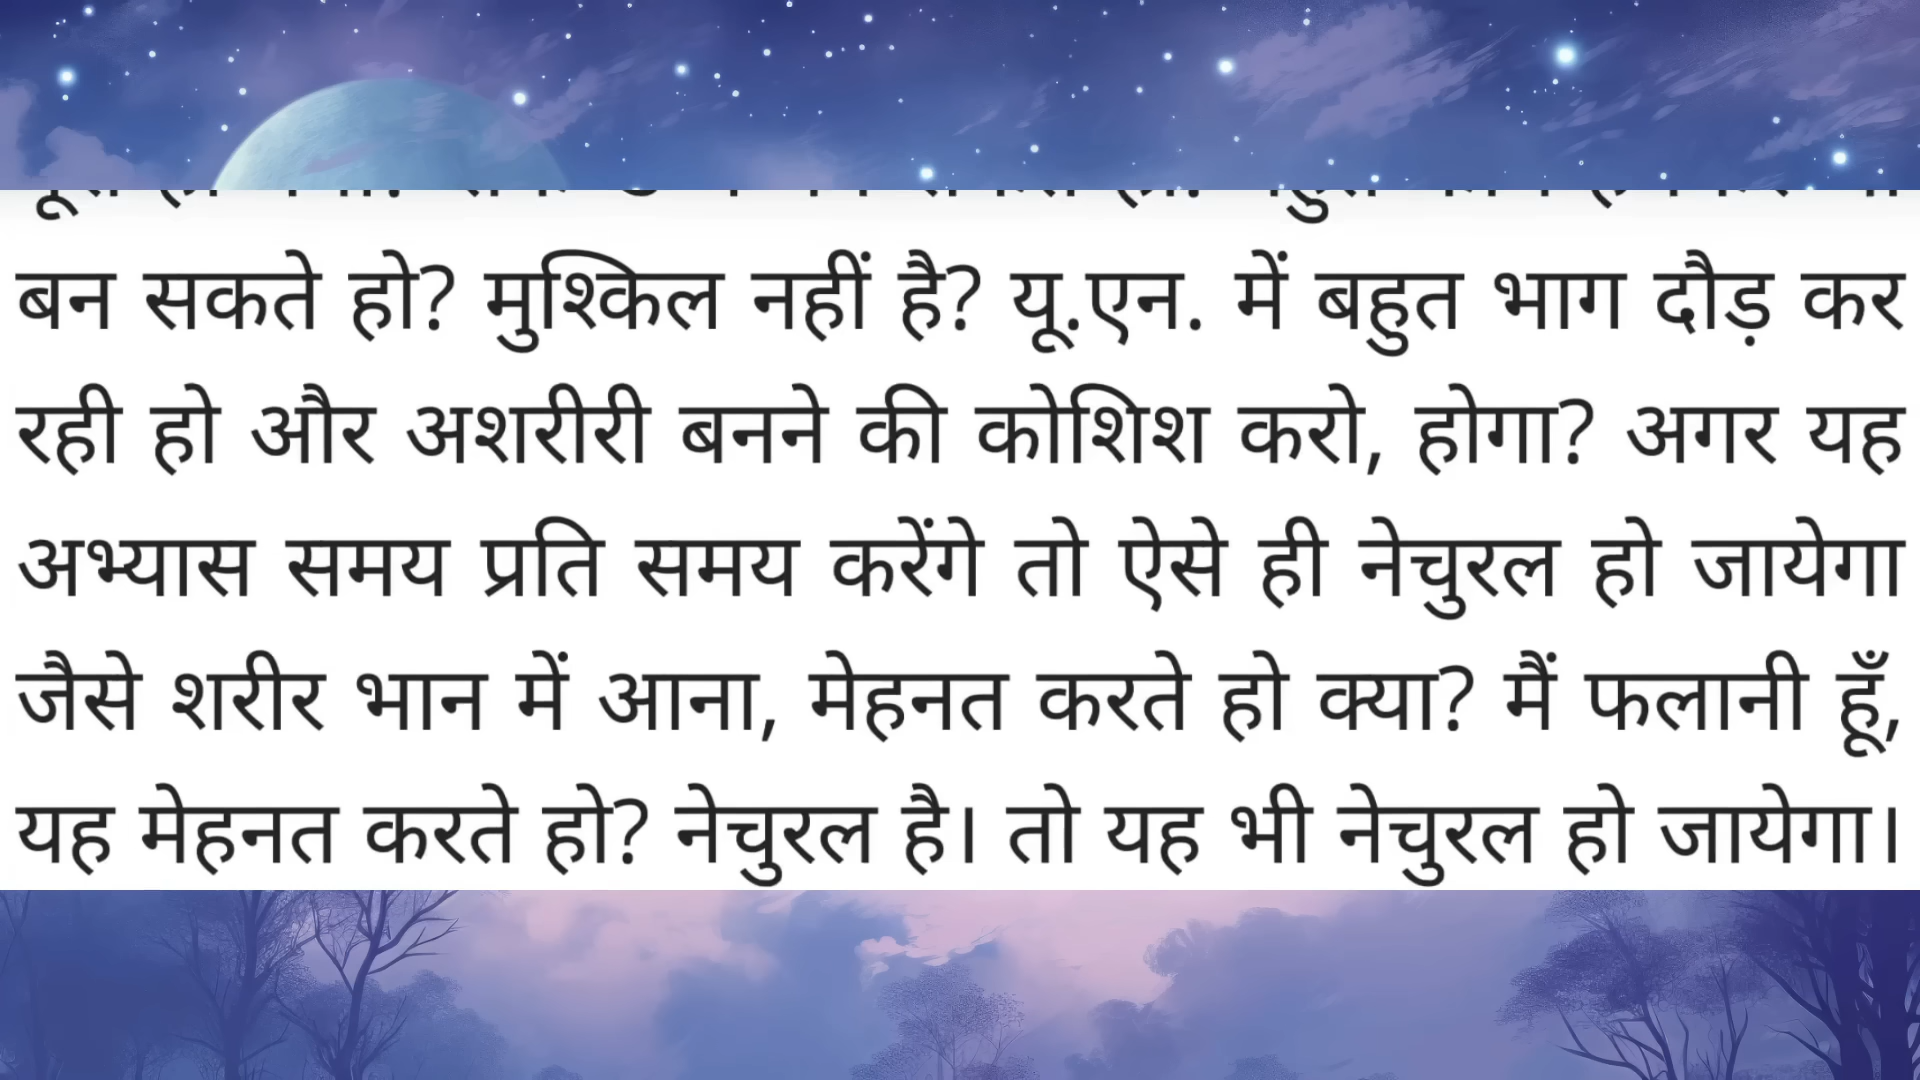 बन सकते हो? मुश्किल नहीं है? यू.एन. में बहुत भाग दौड़ कर
रही हो और अशरीरी बनने की कोशिश करो, होगा? अगर यह
अभ्यास समय प्रति समय करेंगे तो ऐसे ही नेचुरल हो जायेगा
जैसे शरीर भान में आना, मेहनत करते हो क्या? मैं फलानी हूँ,
यह मेहनत करते हो? नेचुरल है। तो यह भी नेचुरल हो जायेगा।